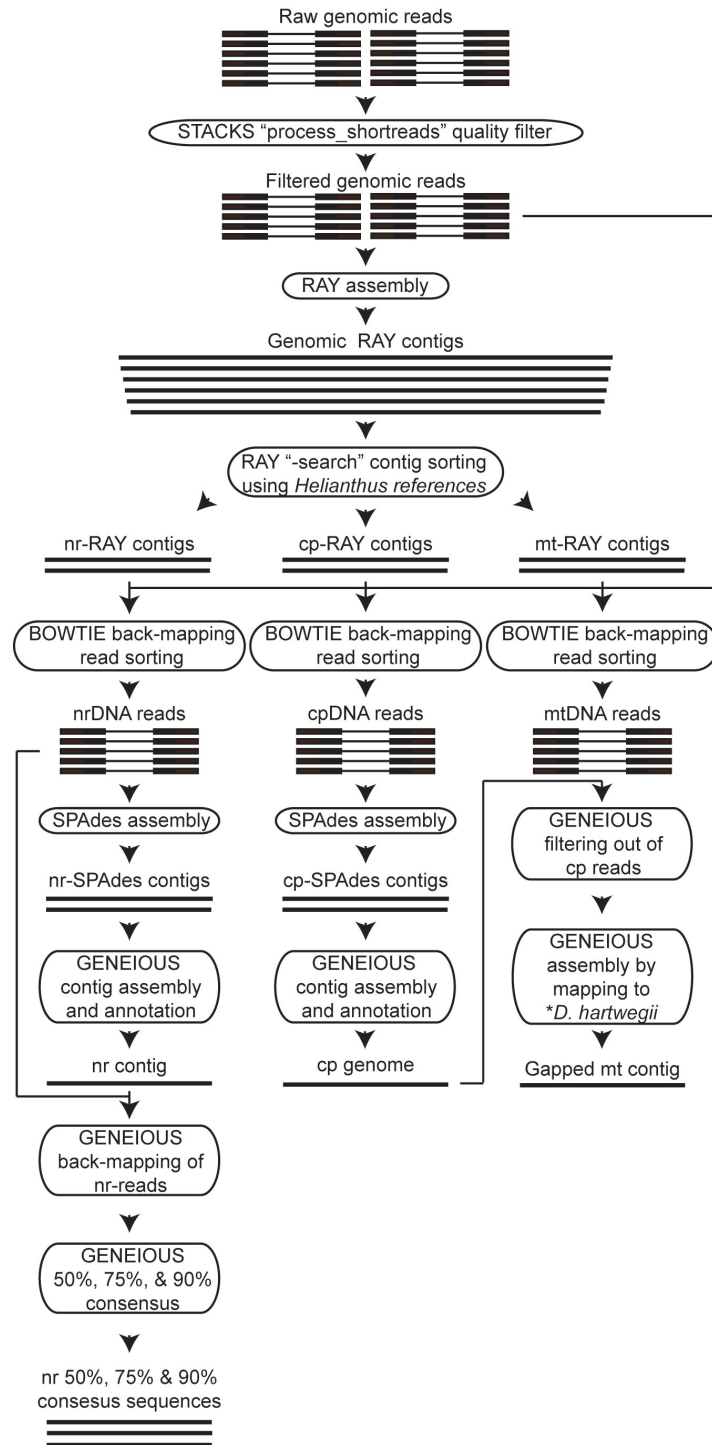 Raw genomic reads
STACKS “process_shortreads” quality filter
Filtered genomic reads
RAY assembly
Genomic RAY contigs
RAY “-search” contig sorting
using Helianthus references
nr-RAY contigs
cp-RAY contigs
mt-RAY contigs
BOWTIE back-mapping
read sorting
BOWTIE back-mapping
read sorting
BOWTIE back-mapping
read sorting
nrDNA reads
cpDNA reads
mtDNA reads
SPAdes assembly
SPAdes assembly
GENEIOUS
filtering out of
cp reads
nr-SPAdes contigs
cp-SPAdes contigs
GENEIOUS
contig assembly
and annotation
GENEIOUS
contig assembly
and annotation
GENEIOUS
assembly by
mapping to
*D. hartwegii
nr contig
cp genome
Gapped mt contig
GENEIOUS
back-mapping of
nr-reads
GENEIOUS
50%, 75%, & 90%
consensus
nr 50%, 75% & 90%
consesus sequences